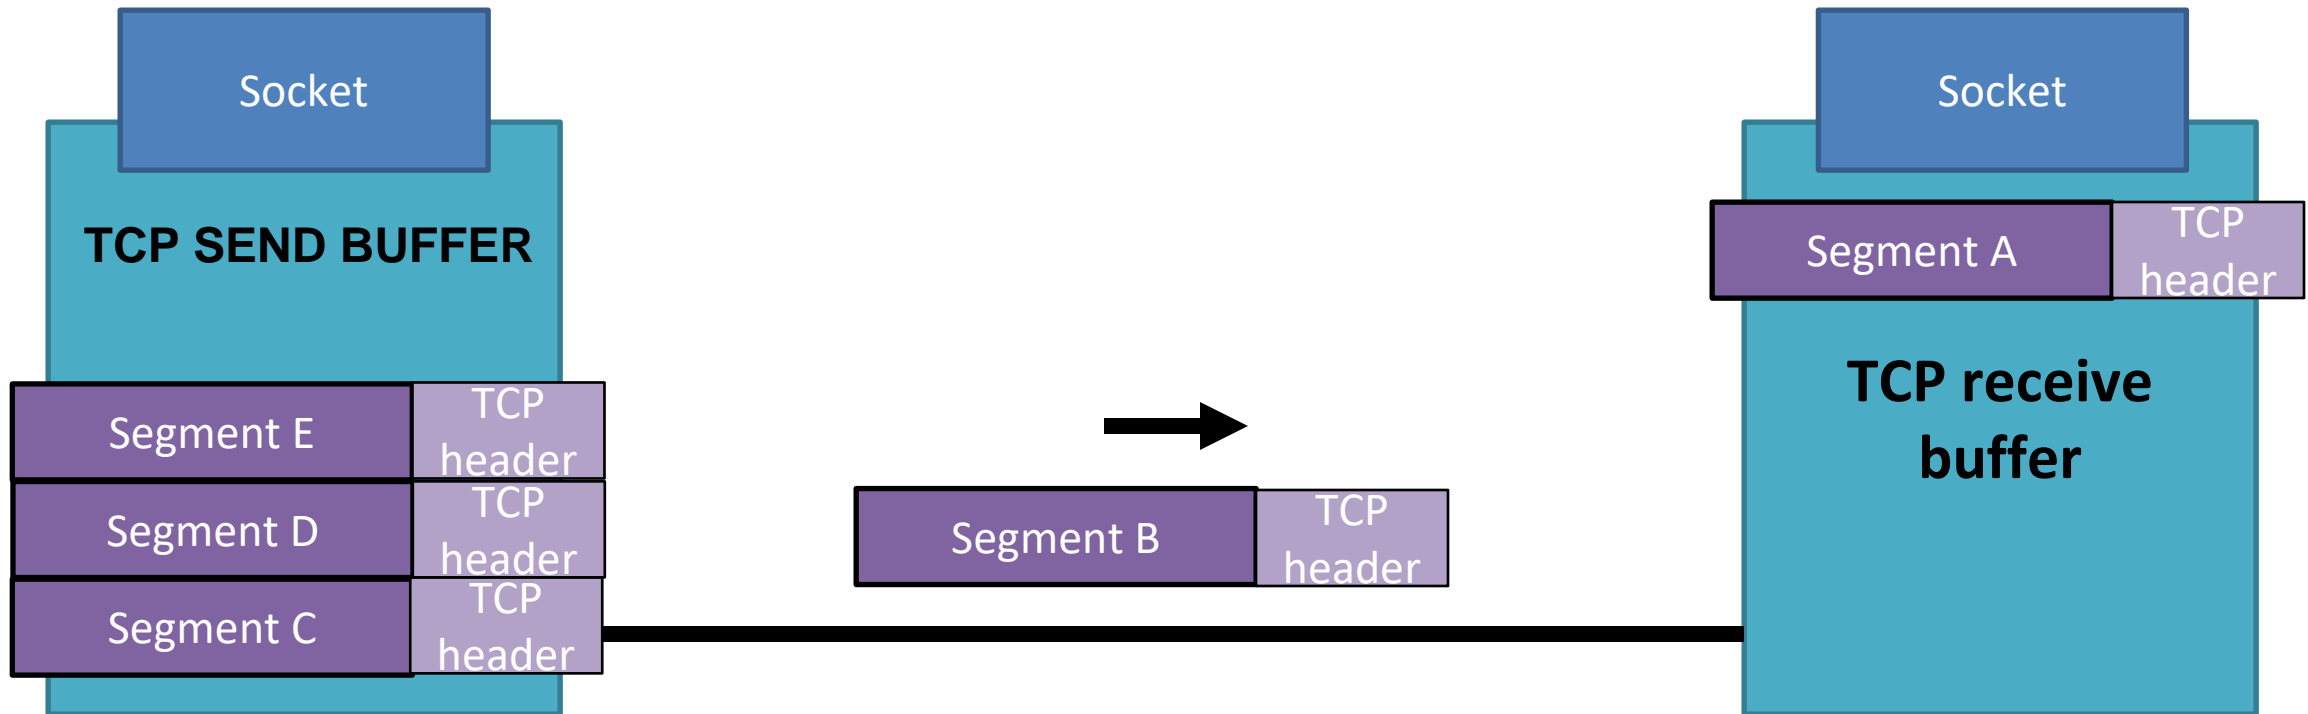 Socket
TCP SEND BUFFER
Segment E
TCP
header
Segment D
TCP
header
Segment C
TCP
header
Segment B
TCP
header
Socket
Segment A
TCP
header
TCP receive
buffer